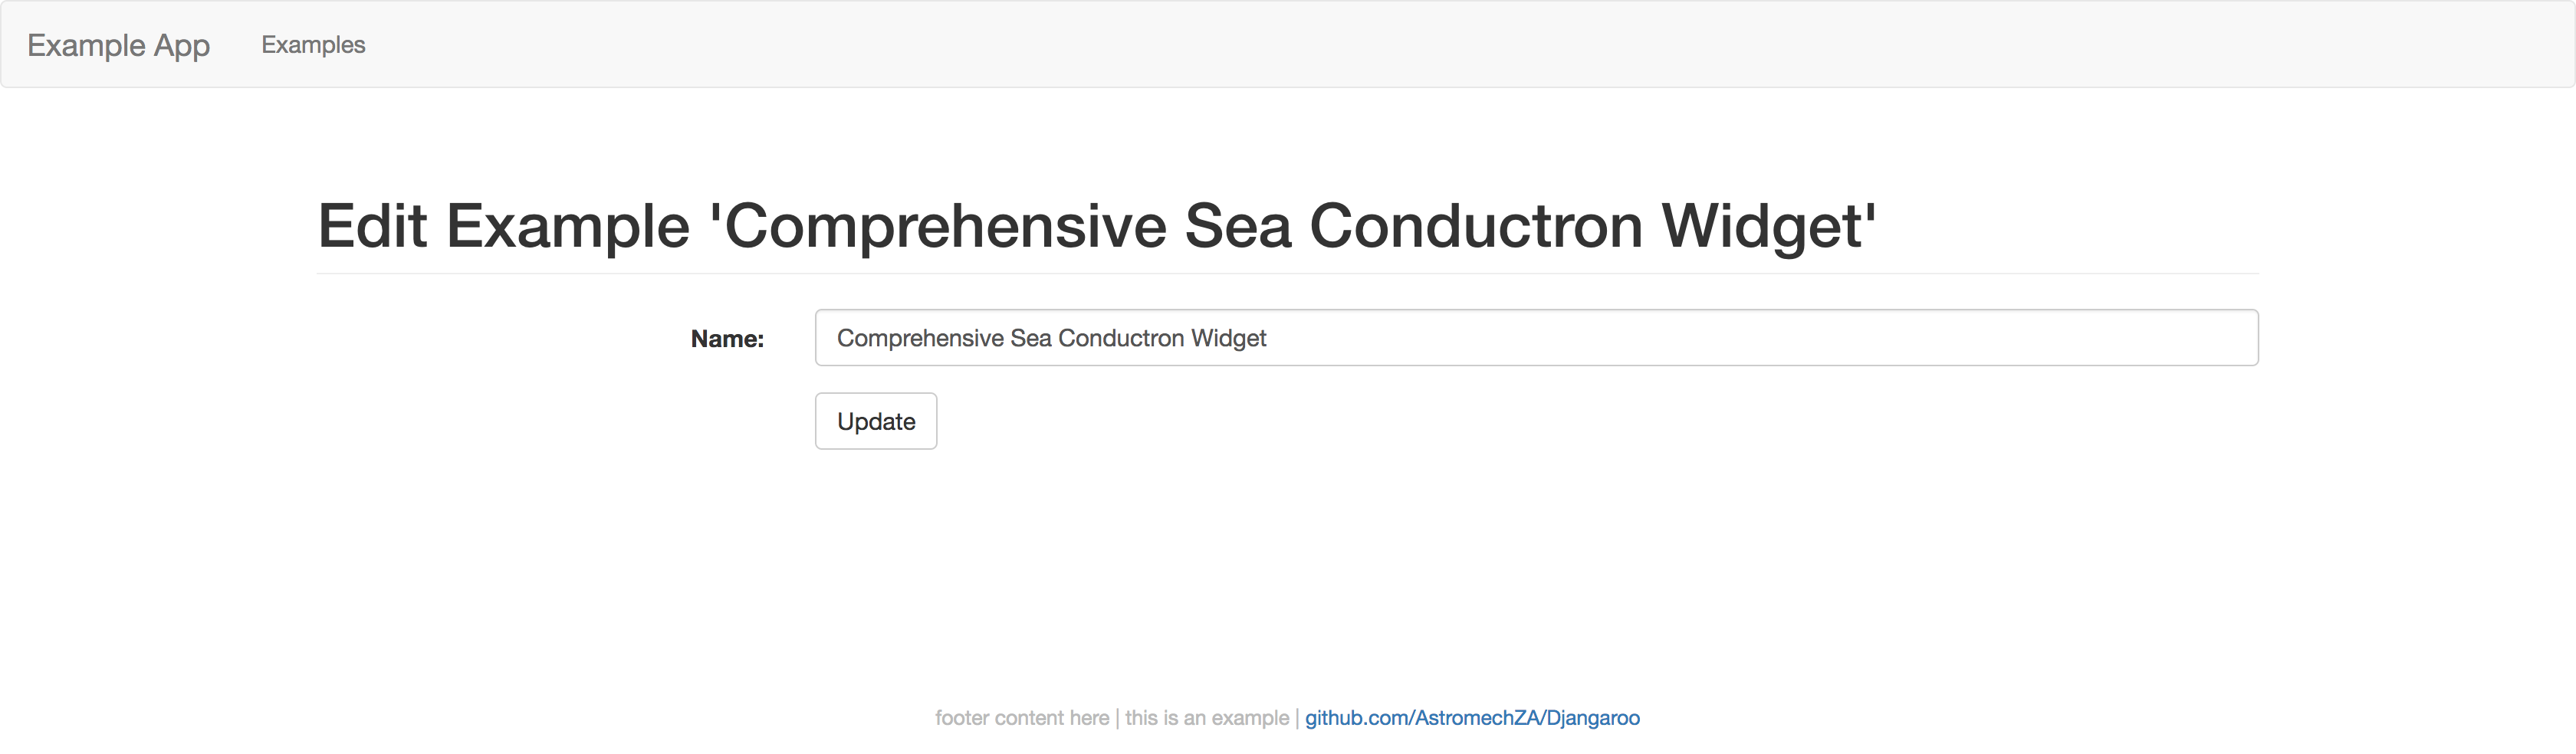 Example App Examples
Edit Example 'Comprehensive Sea Conductron Widget'
Name: Comprehensive Sea Conductron Widget
Update
footer content here | this is an example | github.com/AstromechZA/Djangaroo